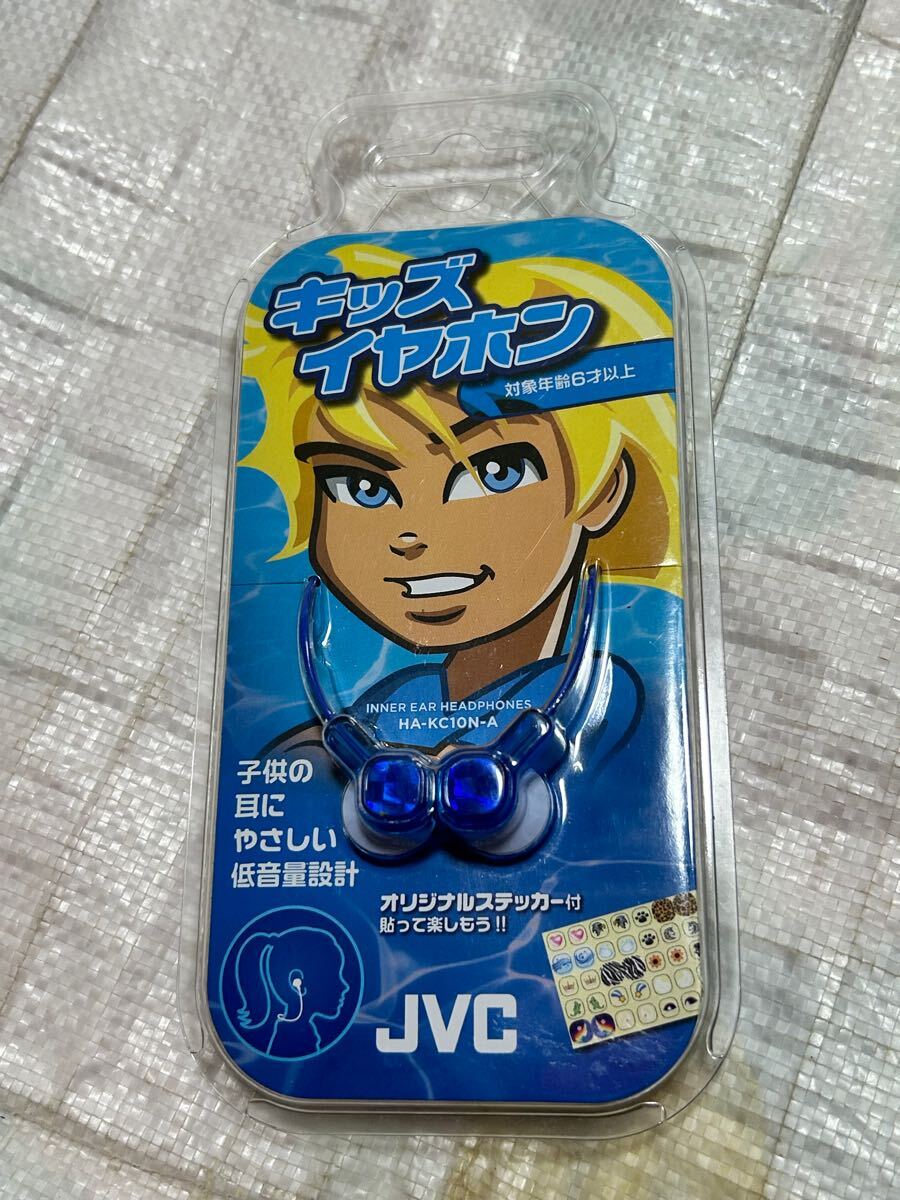 キッズ
イヤホン
対象年齢6才以上
INNER EAR HEADPHONES
HA-KC10N-A
子供の
耳に
やさしい
低音量設計
オリジナルステッカー付
貼って楽しもう!!
JVC